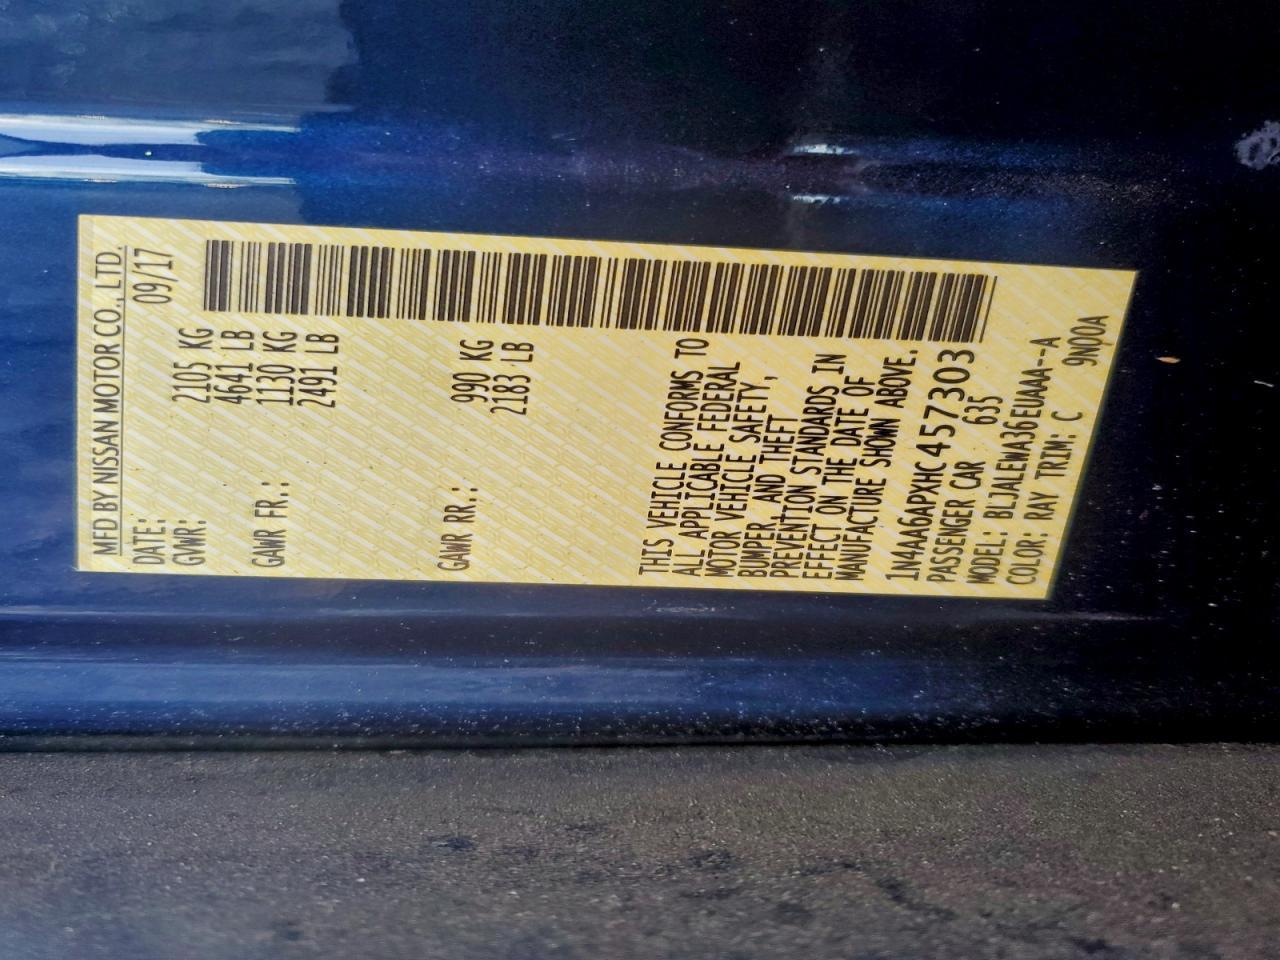 MFD BY NISSAN MOTOR CO., LTD.
DATE: 09/17
GVWR: 2105 KG
4641 LB
GAWR FR.: 1130 KG
2491 LB
GAWR RR.: 990 KG
2183 LB
THIS VEHICLE CONFORMS TO
ALL APPLICABLE FEDERAL
MOTOR VEHICLE SAFETY,
BUMPER, AND THEFT
PREVENTION STANDARDS IN
EFFECT ON THE DATE OF
MANUFACTURE SHOWN ABOVE.
1N4AA6APXHC457303
PASSENGER CAR 635
MODEL: BLJALEWA36EUAAA--A
COLOR: RAY TRIM: C 9N00A